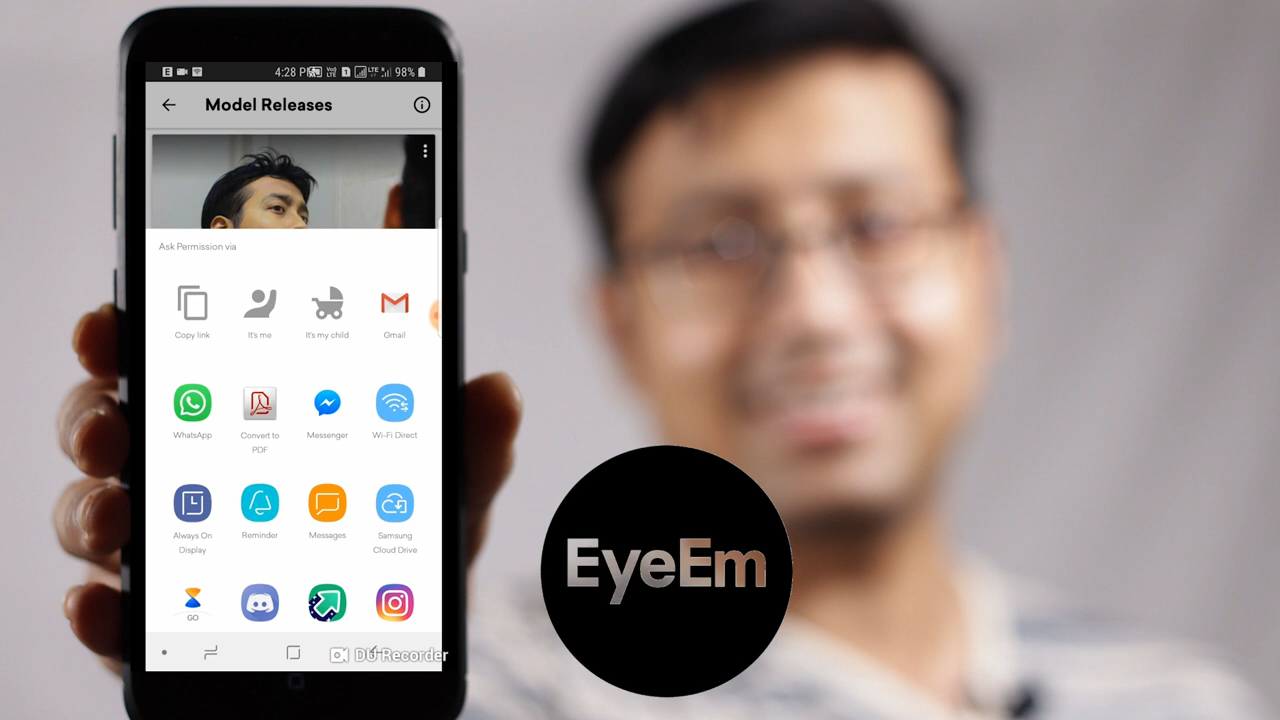 4:28 P
LTE
98%
Model Releases
Ask Permission via
Copy link
It's me
It's my child
Gmail
WhatsApp
Convert to
PDF
Messenger
Wi-Fi Direct
Always On
Display
Reminder
Messages
Samsung
Cloud Drive
GO
DU Recorder
EyeEm